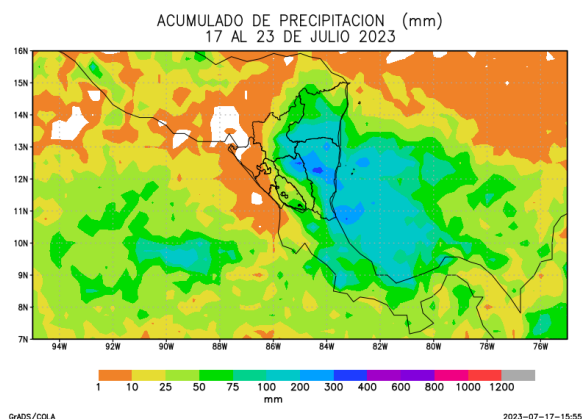 ACUMULADO DE PRECIPITACION (mm)
17 AL 23 DE JULIO 2023
16N
15N
14N
13N
12N
11N
10N
9N
8N
7N
94W 92W 90W 88W 86W 84W 82W 80W 78W 76W
1 10 25 50 75 100 200 300 400 600 800 1000 1200
mm
GrADS/COLA 2023-07-17-15:55